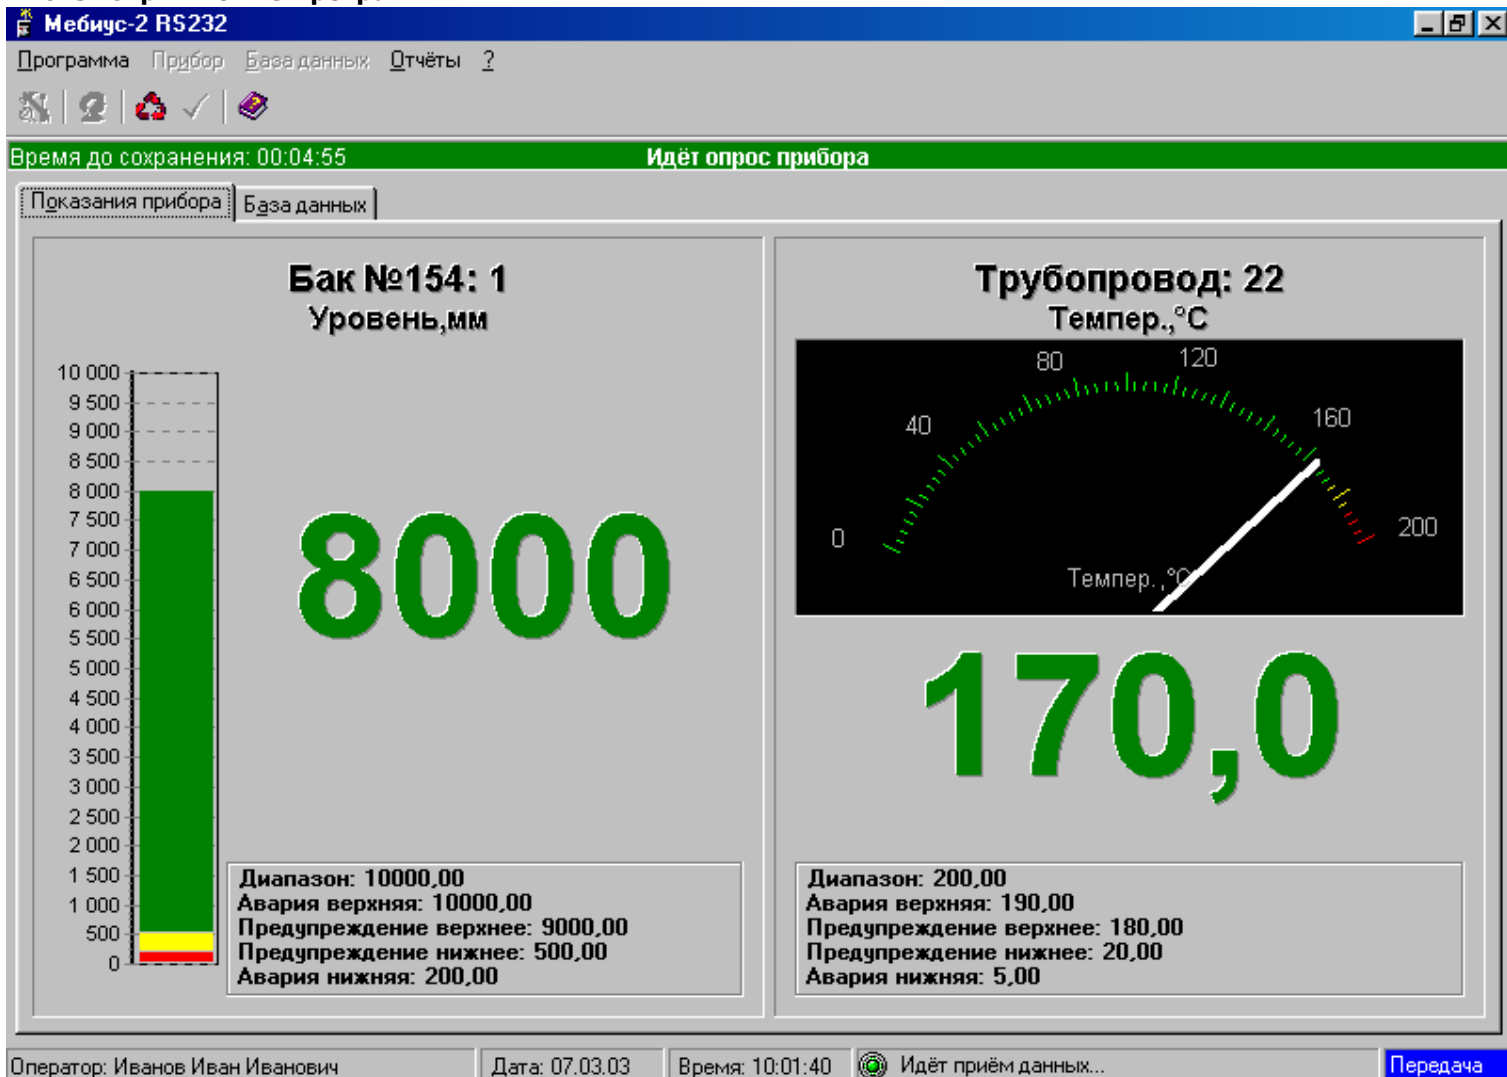 Мебиус-2 RS232
Программа Прибор База данных Отчёты ?
Время до сохранения: 00:04:55 Идёт опрос прибора
Показания прибора База данных
Бак №154: 1
Уровень,мм
10 000
9 500
9 000
8 500
8 000
7 500
7 000
6 500
6 000
5 500
5 000
4 500
4 000
3 500
3 000
2 500
2 000
1 500
1 000
500
0
8000
Диапазон: 10000,00
Авария верхняя: 10000,00
Предупреждение верхнее: 9000,00
Предупреждение нижнее: 500,00
Авария нижняя: 200,00
Трубопровод: 22
Темпер.,°C
0
40
80
120
160
200
Темпер.,°C
170,0
Диапазон: 200,00
Авария верхняя: 190,00
Предупреждение верхнее: 180,00
Предупреждение нижнее: 20,00
Авария нижняя: 5,00
Оператор: Иванов Иван Иванович Дата: 07.03.03 Время: 10:01:40 Идёт приём данных... Передача